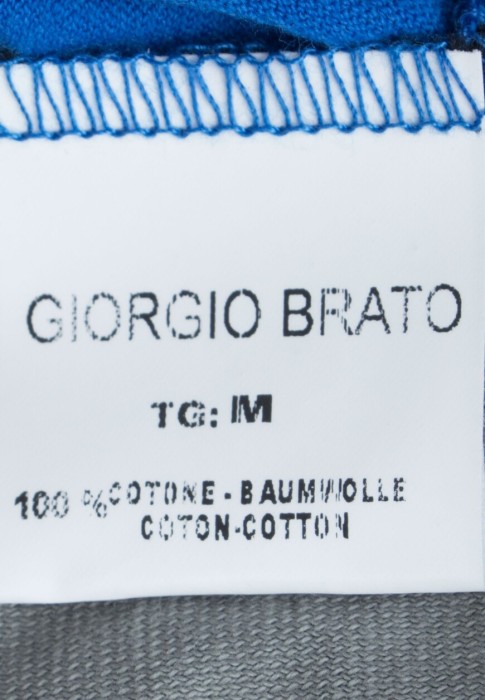 GIORGIO BRATO
TG: M
100 % COTONE - BAUMWOLLE
COTON-COTTON